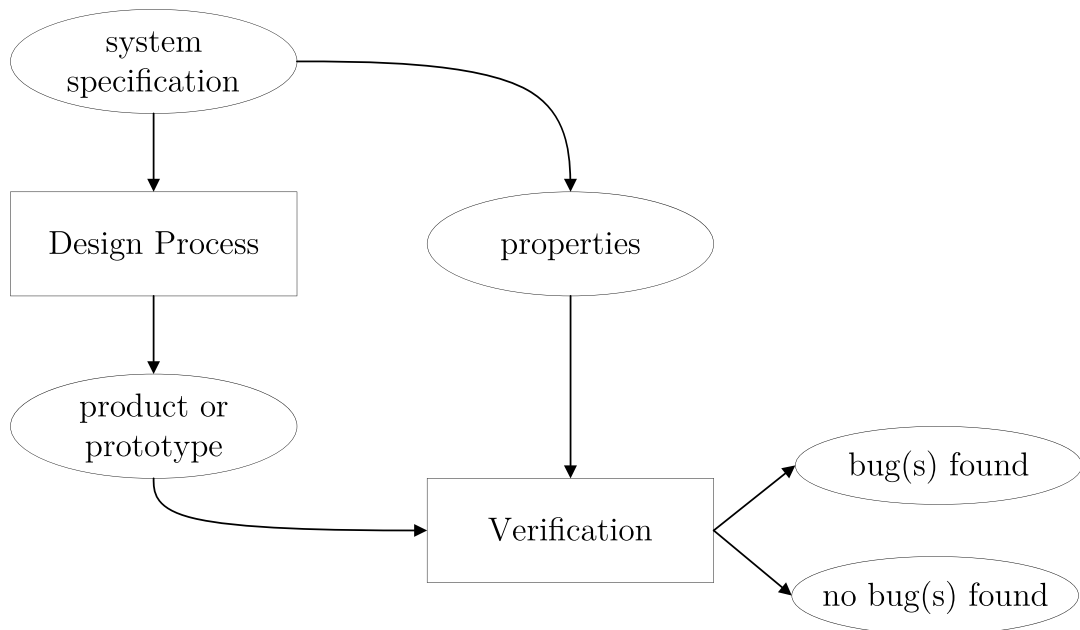 system
specification
Design Process
properties
product or
prototype
bug(s) found
Verification
no bug(s) found